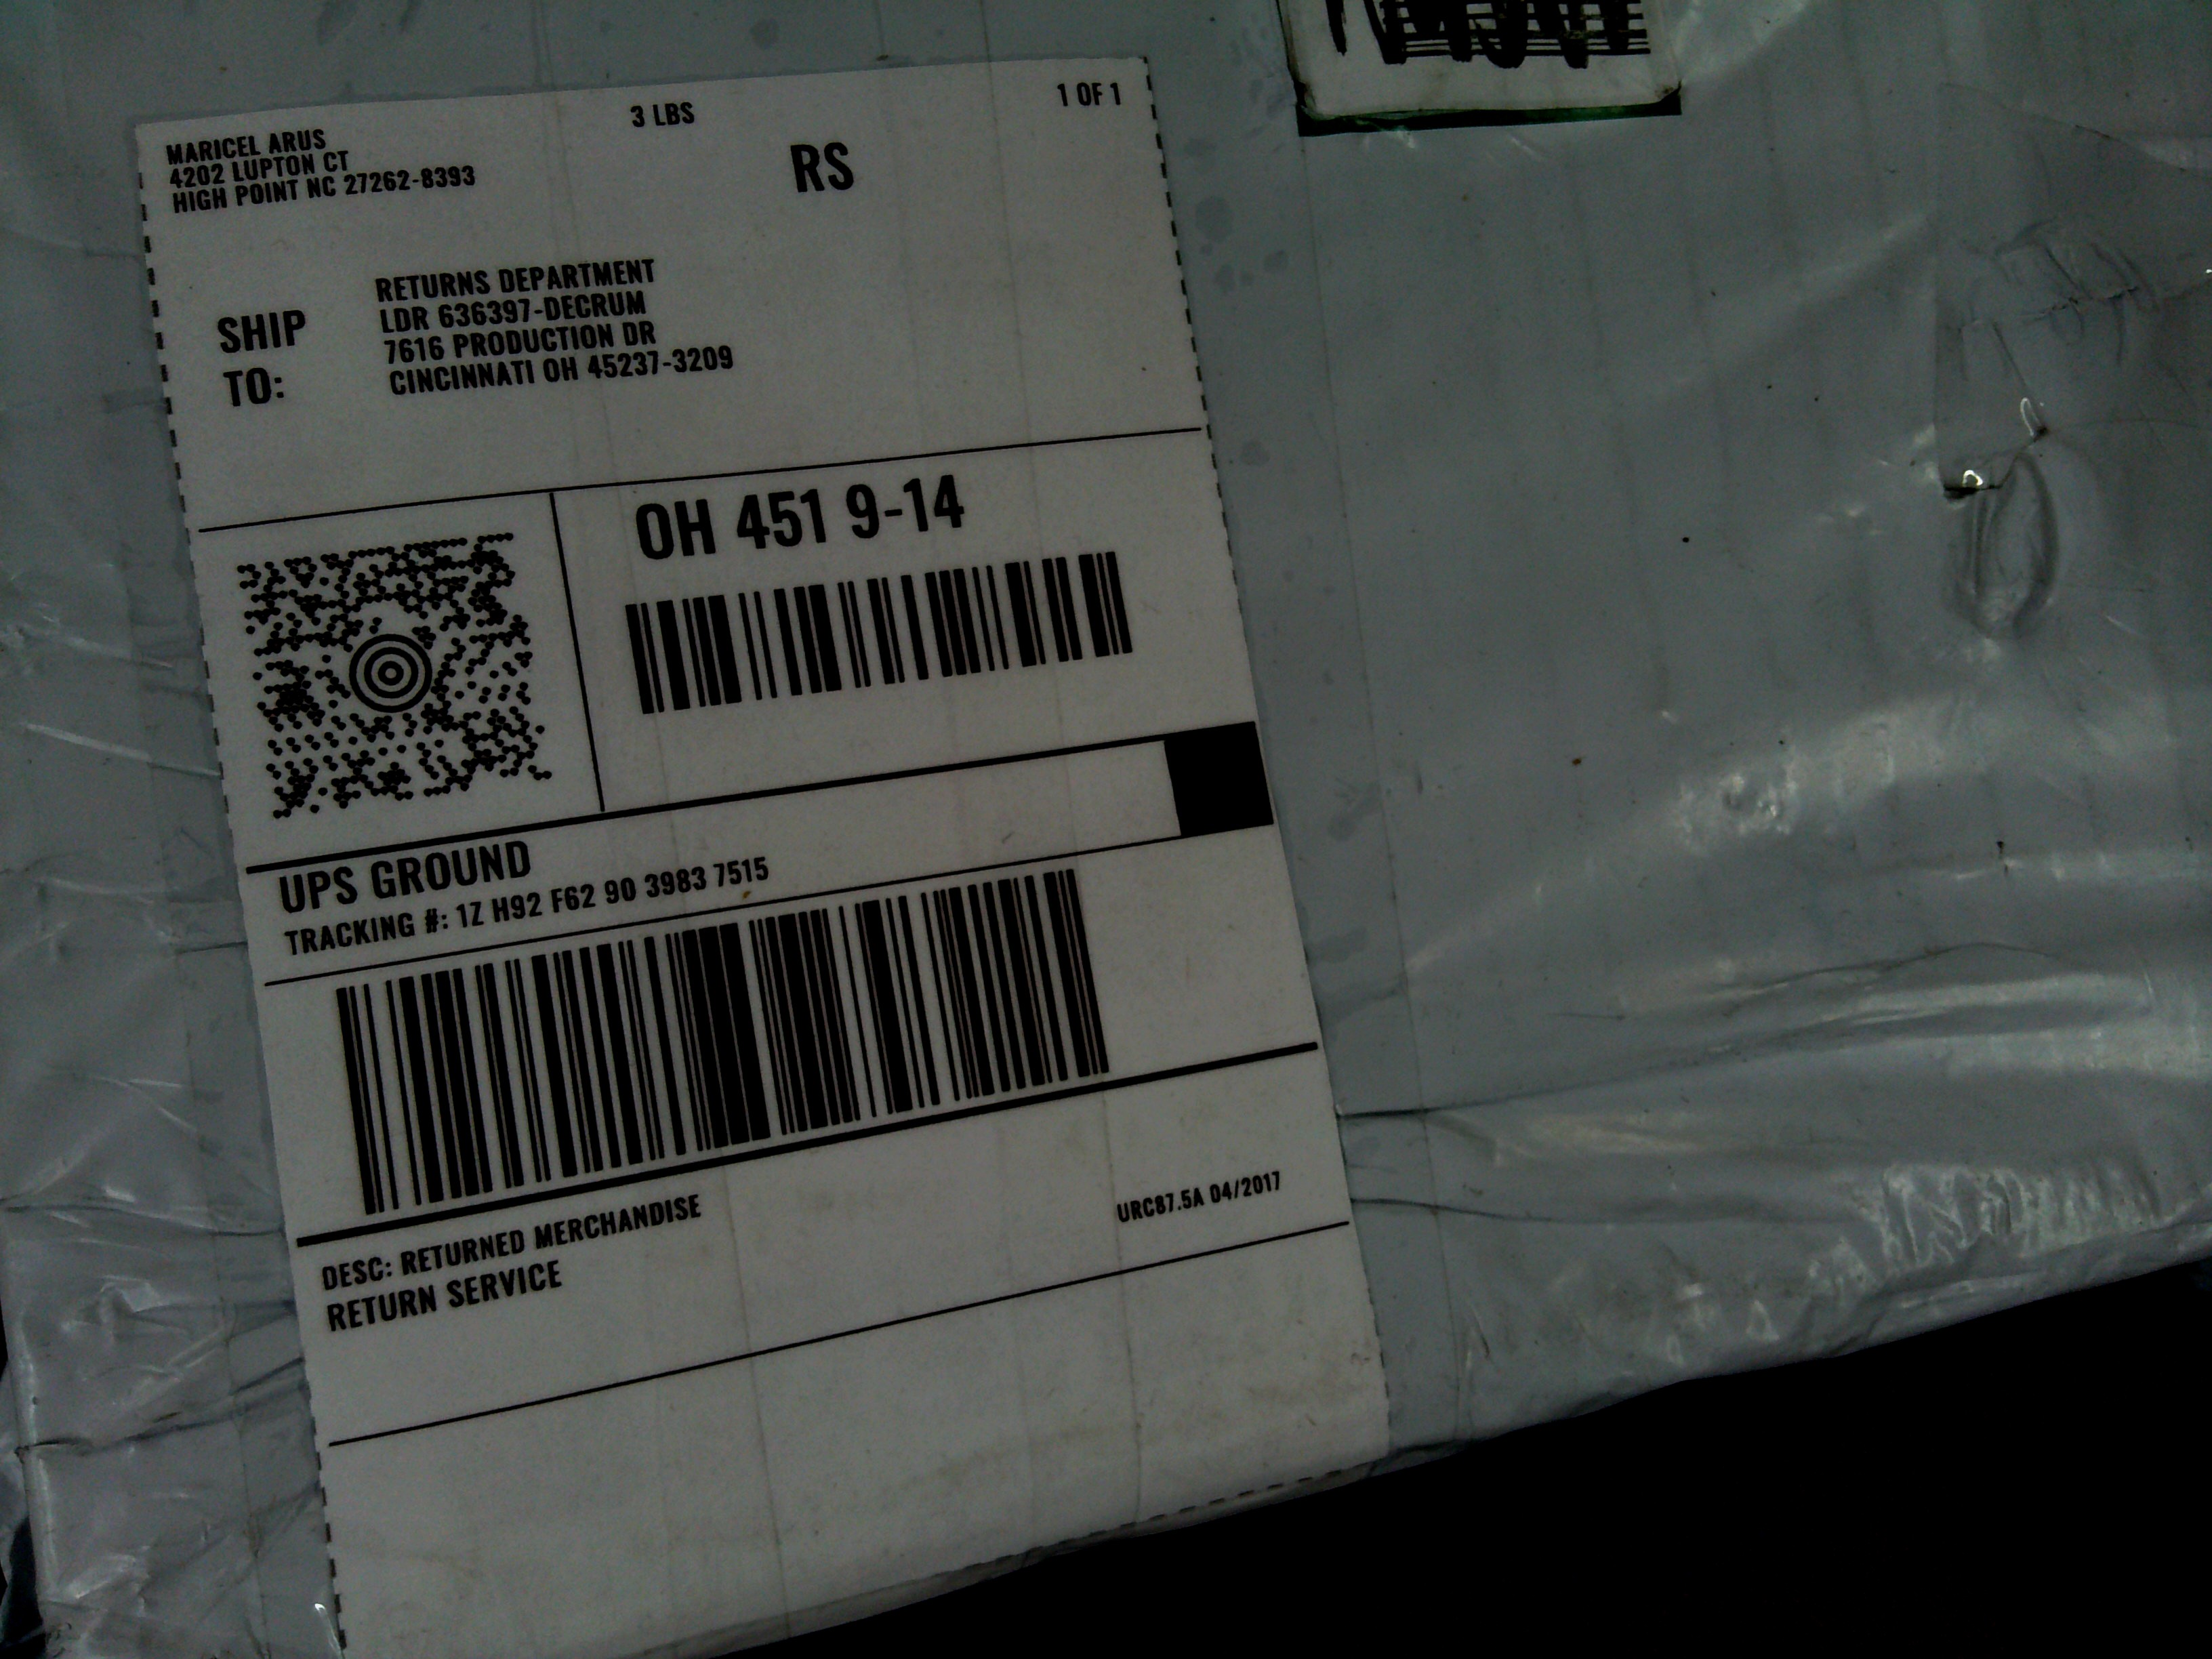 MARICEL ARUS
4202 LUPTON CT
HIGH POINT NC 27262-8393
3 LBS
1 OF 1
RS
SHIP TO:
RETURNS DEPARTMENT
LDR 636397-DECRUM
7616 PRODUCTION DR
CINCINNATI OH 45237-3209
OH 451 9-14
UPS GROUND
TRACKING #: 1Z H92 F62 90 3983 7515
DESC: RETURNED MERCHANDISE
RETURN SERVICE
URC87.5A 04/2017